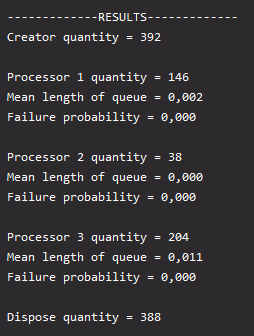 -------------RESULTS-------------
Creator quantity = 392
Processor 1 quantity = 146
Mean length of queue = 0,002
Failure probability = 0,000
Processor 2 quantity = 38
Mean length of queue = 0,000
Failure probability = 0,000
Processor 3 quantity = 204
Mean length of queue = 0,011
Failure probability = 0,000
Dispose quantity = 388